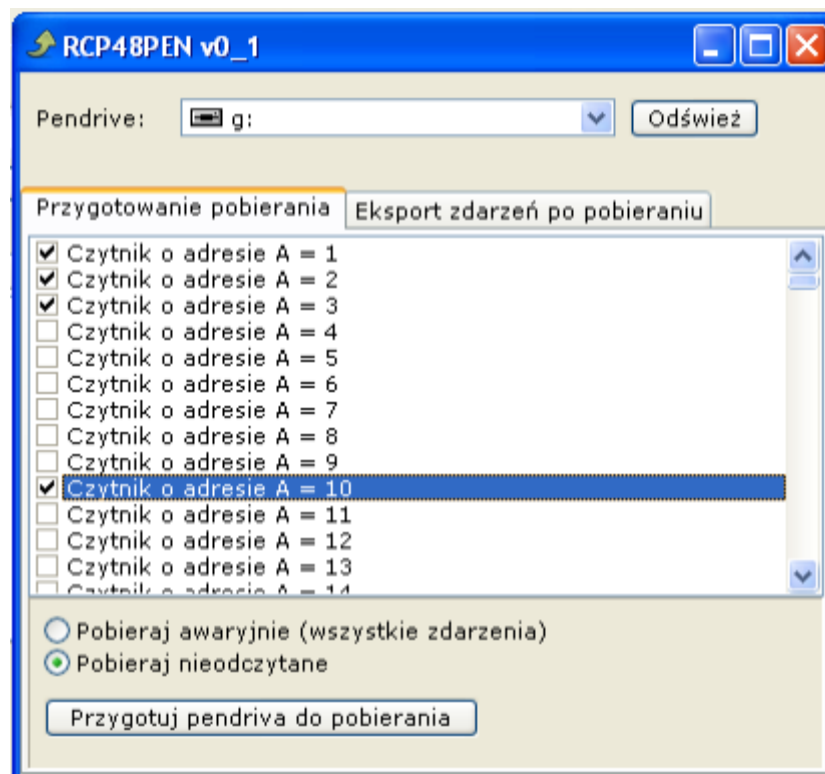 RCP48PEN v0_1
Pendrive: g: Odśwież
Przygotowanie pobierania Eksport zdarzeń po pobieraniu
Czytnik o adresie A = 1
Czytnik o adresie A = 2
Czytnik o adresie A = 3
Czytnik o adresie A = 4
Czytnik o adresie A = 5
Czytnik o adresie A = 6
Czytnik o adresie A = 7
Czytnik o adresie A = 8
Czytnik o adresie A = 9
Czytnik o adresie A = 10
Czytnik o adresie A = 11
Czytnik o adresie A = 12
Czytnik o adresie A = 13
Czytnik o adresie A = 14
Pobieraj awaryjnie (wszystkie zdarzenia)
Pobieraj nieodczytane
Przygotuj pendriva do pobierania